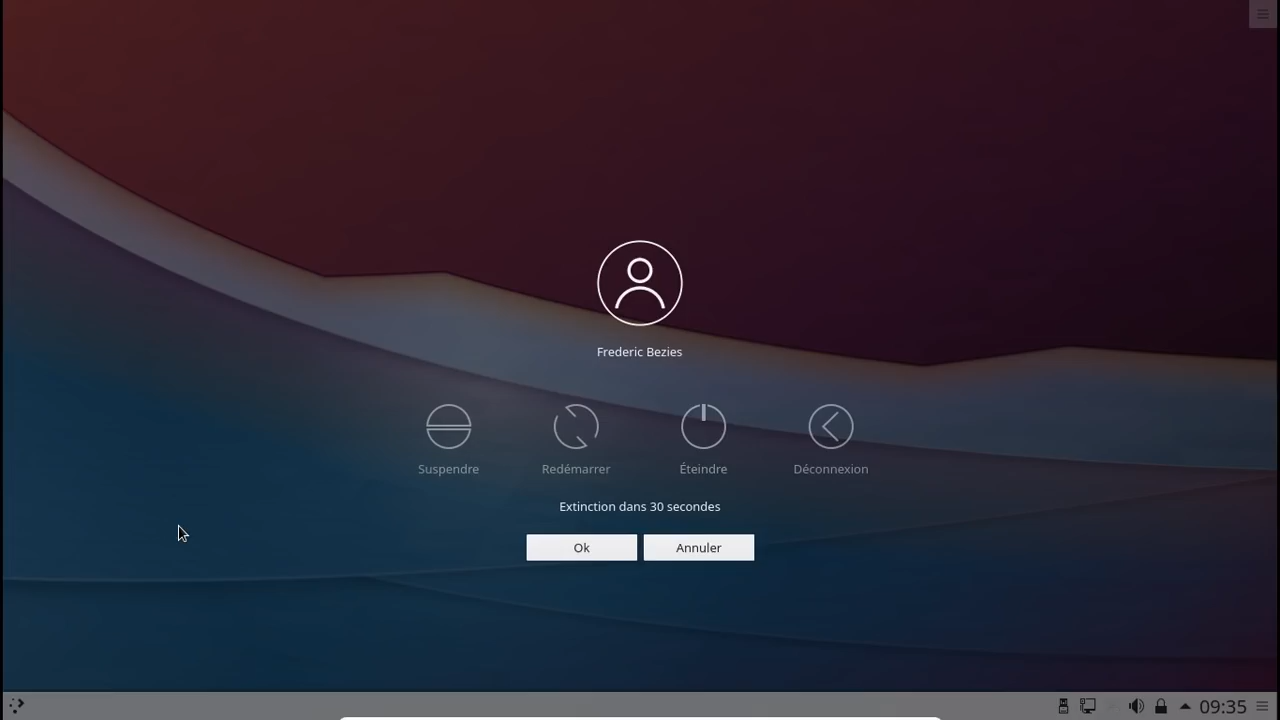 Frederic Bezies
Suspendre Redémarrer Éteindre Déconnexion
Extinction dans 30 secondes
Ok Annuler
09:35